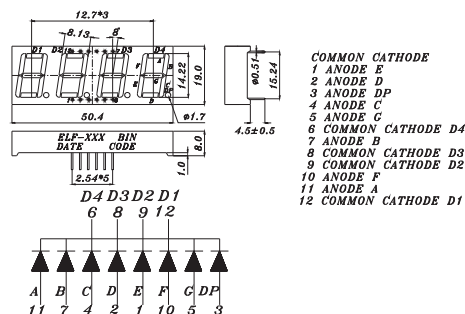 12.7*3
8.13
8°
D1 D2 D3 D4
A
F
B
G
E
C
D
14.22
19.0
50.4
ø1.7
ø0.51
15.24
4.5±0.5
ELF-XXX BIN
DATE CODE
8.0
1.0
2.54*5
COMMON CATHODE
1 ANODE E
2 ANODE D
3 ANODE DP
4 ANODE C
5 ANODE G
6 COMMON CATHODE D4
7 ANODE B
8 COMMON CATHODE D3
9 COMMON CATHODE D2
10 ANODE F
11 ANODE A
12 COMMON CATHODE D1
D4 D3 D2 D1
6 8 9 12
A B C D E F G DP
11 7 4 2 1 10 5 3